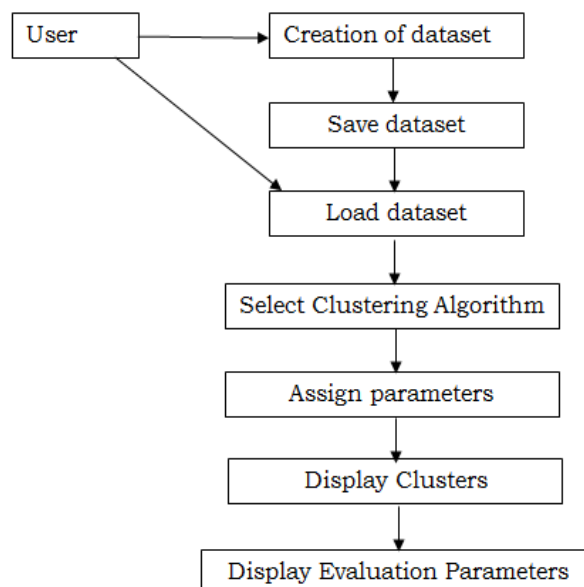 User
Creation of dataset
Save dataset
Load dataset
Select Clustering Algorithm
Assign parameters
Display Clusters
Display Evaluation Parameters